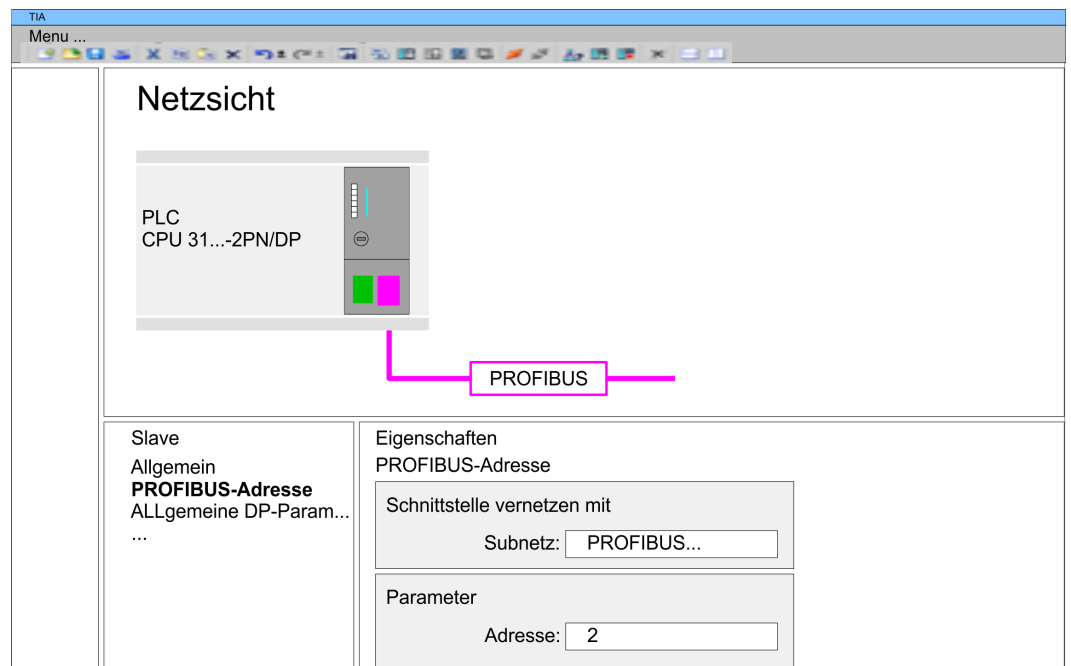 TIA
Menu ...
Netzsicht
PLC
CPU 31...-2PN/DP
PROFIBUS
Slave
Allgemein
PROFIBUS-Adresse
ALLgemeine DP-Param...
...
Eigenschaften
PROFIBUS-Adresse
Schnittstelle vernetzen mit
Subnetz: PROFIBUS...
Parameter
Adresse: 2